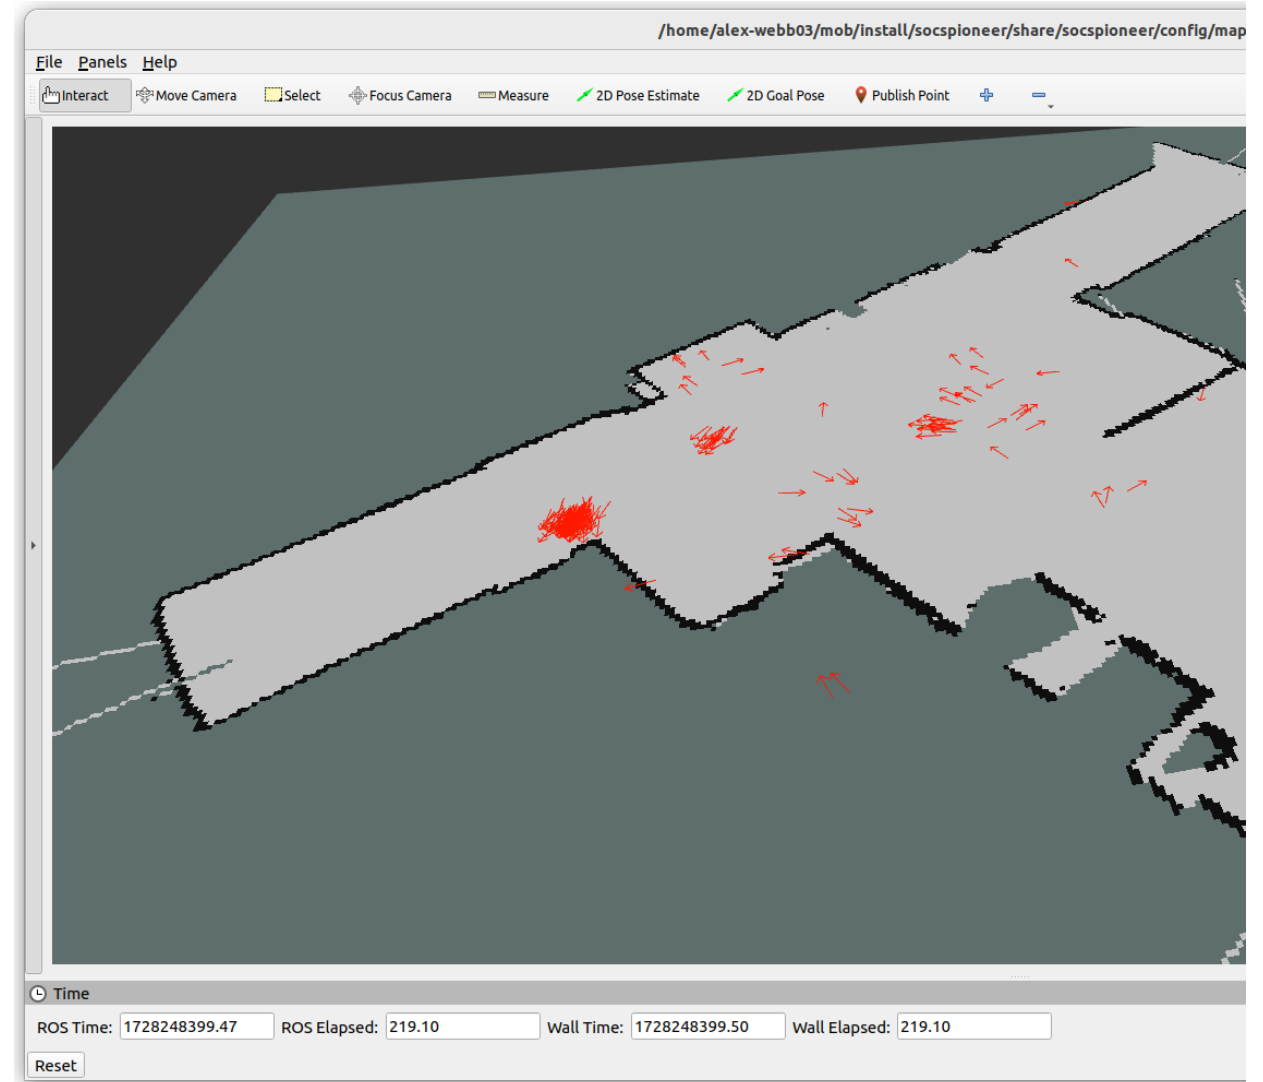 /home/alex-webb03/mob/install/socspioneer/share/socspioneer/config/map
File Panels Help
Interact Move Camera Select Focus Camera Measure 2D Pose Estimate 2D Goal Pose Publish Point
Time
ROS Time: 1728248399.47 ROS Elapsed: 219.10 Wall Time: 1728248399.50 Wall Elapsed: 219.10
Reset